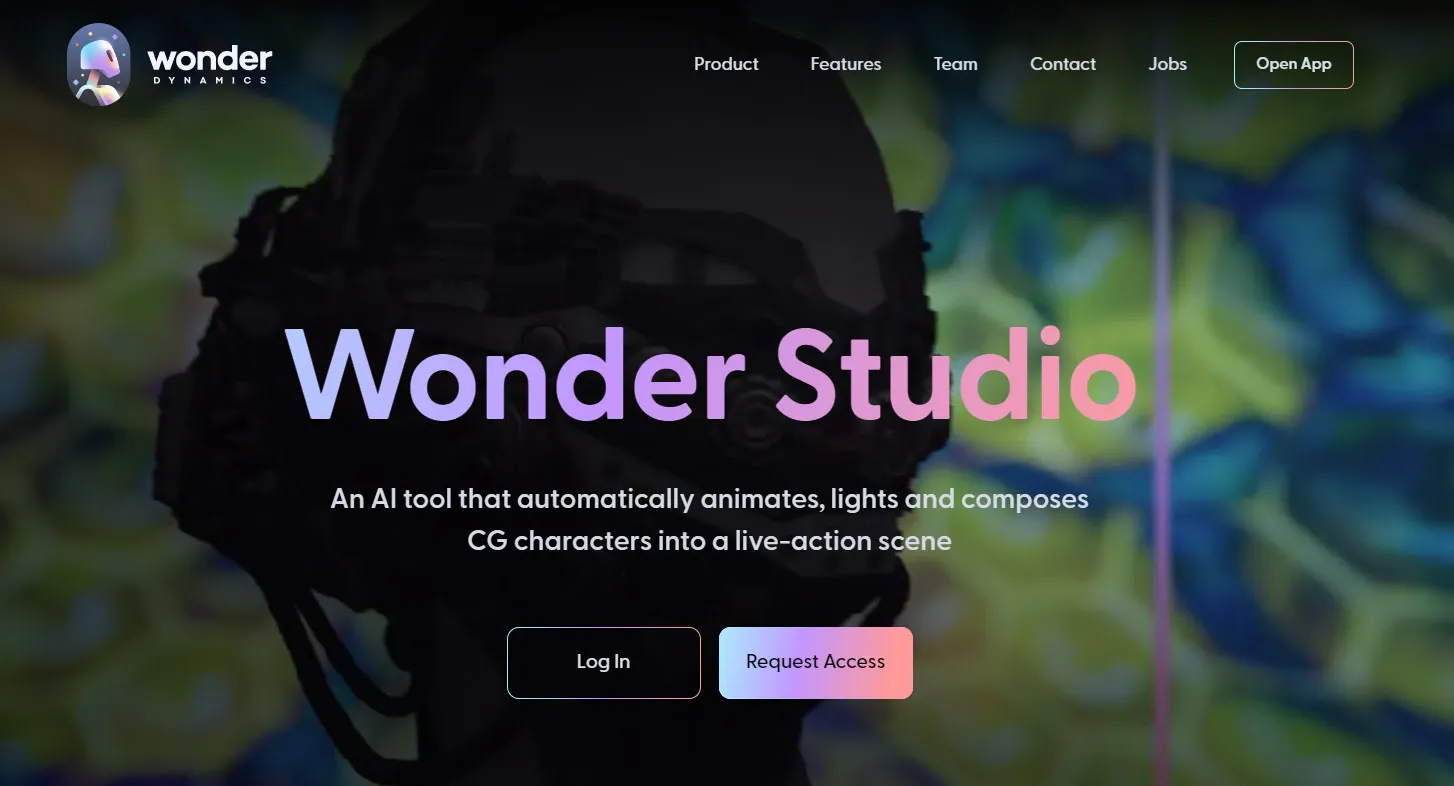 wonder
DYNAMICS
Product
Features
Team
Contact
Jobs
Open App
Wonder Studio
An AI tool that automatically animates, lights and composes
CG characters into a live-action scene
Log In
Request Access